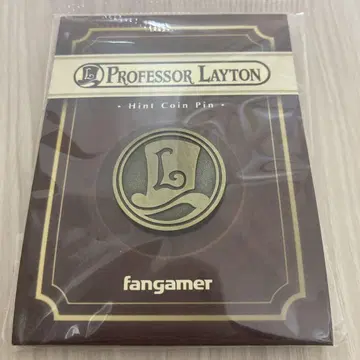 L
PROFESSOR LAYTON
• Hint Coin Pin •
L
fangamer